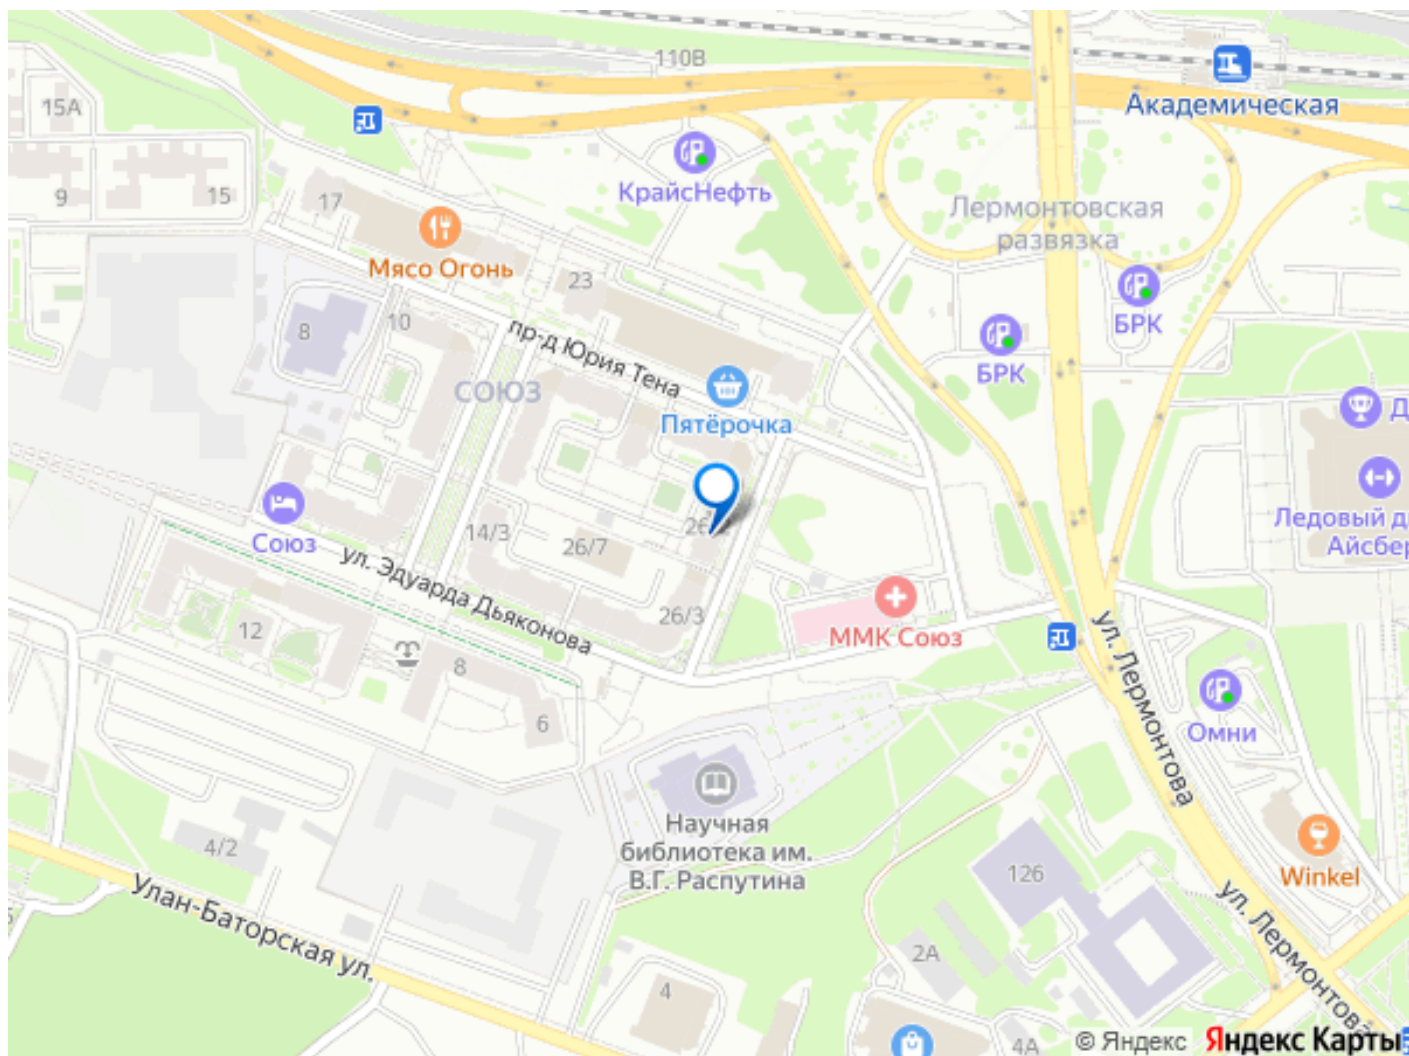 110В
Академическая
15А
9
15
17
КрайсНефть
Лермонтовская
развязка
Мясо Огонь
23
8
10
пр-д Юрия Тена
БРК
БРК
СОЮЗ
Пятёрочка
Союз
14/3
26/7
Ледовый д
Айсбер
ул. Эдуарда Дьяконова
26/3
ММК Союз
12
8
6
ул. Лермонтова
Омни
Научная
библиотека им.
В.Г. Распутина
4/2
126
Winkel
Улан-Баторская ул.
ул. Лермонтова
2А
4
4А
© Яндекс Яндекс Карты